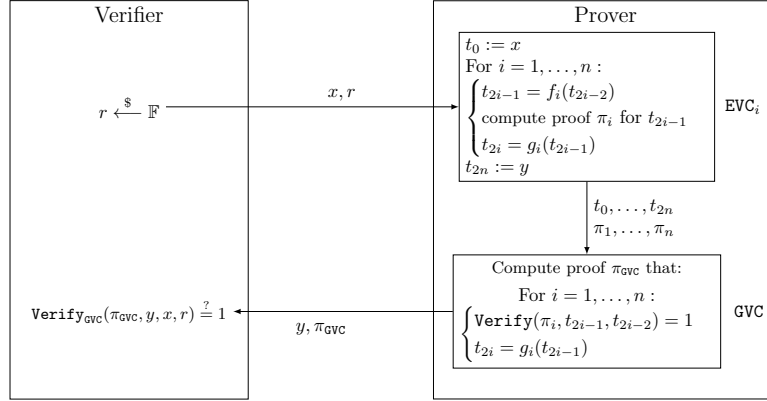 Verifier
Prover
t_0 := x
For i = 1, . . . , n :
t_{2i−1} = f_i(t_{2i−2})
compute proof π_i for t_{2i−1}
t_{2i} = g_i(t_{2i−1})
t_{2n} := y
EVC_i
x, r
r ⟵$ 𝔽
t_0, . . . , t_{2n}
π_1, . . . , π_n
Compute proof π_GVC that:
For i = 1, . . . , n :
Verify(π_i, t_{2i−1}, t_{2i−2}) = 1
t_{2i} = g_i(t_{2i−1})
GVC
Verify_GVC(π_GVC, y, x, r) ≟ 1
y, π_GVC